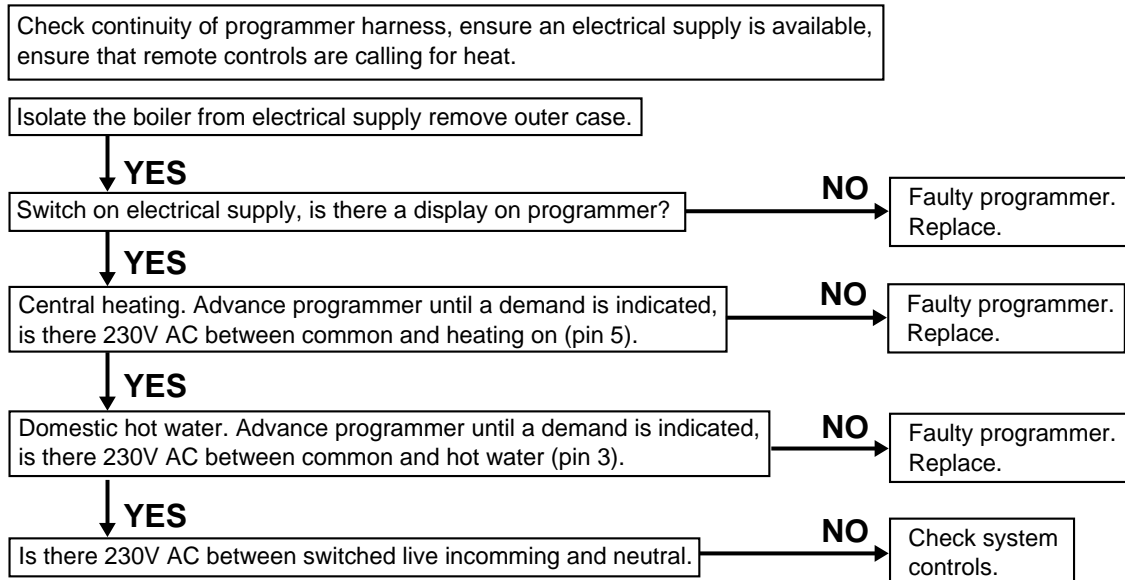 Check continuity of programmer harness, ensure an electrical supply is available,
ensure that remote controls are calling for heat.
Isolate the boiler from electrical supply remove outer case.
YES
Switch on electrical supply, is there a display on programmer?
NO
Faulty programmer.
Replace.
YES
Central heating. Advance programmer until a demand is indicated,
is there 230V AC between common and heating on (pin 5).
NO
Faulty programmer.
Replace.
YES
Domestic hot water. Advance programmer until a demand is indicated,
is there 230V AC between common and hot water (pin 3).
NO
Faulty programmer.
Replace.
YES
Is there 230V AC between switched live incomming and neutral.
NO
Check system
controls.